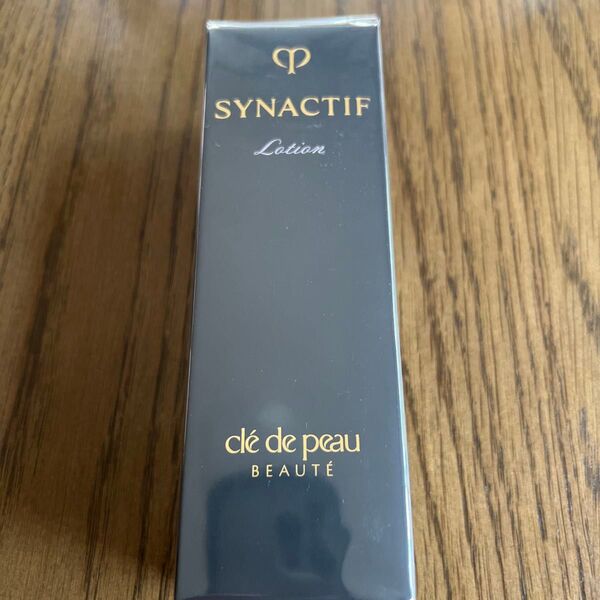 SYNACTIF
Lotion
clé de peau
BEAUTÉ